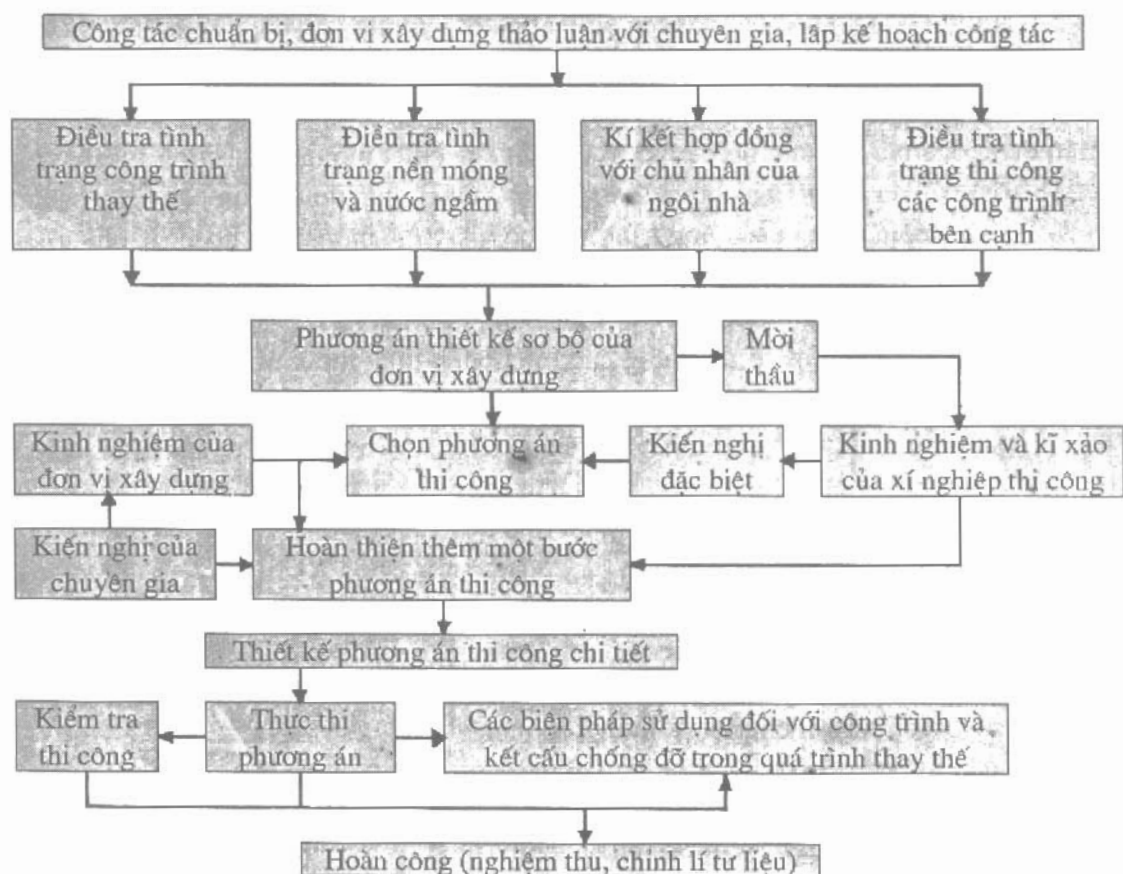 Công tác chuẩn bị, đơn vi xây dựng thảo luận với chuyên gia, lâp kế hoạch công tác
Điều tra tình
trạng công trình
thay thế
Điều tra tình
trạng nền móng
và nước ngầm
Kí kết hợp đồng
với chủ nhân của
ngôi nhà
Điều tra tình
trạng thi công
các công trình
bên cạnh
Phương án thiết kế sơ bộ của
đơn vị xây dựng
Mời
thầu
Kinh nghiệm của
đơn vi xây dựng
Chọn phương án
thi công
Kiến nghị
đặc biệt
Kinh nghiệm và kĩ xảo
của xí nghiệp thi công
Kiến nghị của
chuyên gia
Hoàn thiện thêm một bước
phương án thi công
Thiết kế phương án thi công chi tiết
Kiểm tra
thi công
Thực thi
phương án
Các biện pháp sử dụng đối với công trình và
kết cấu chống đỡ trong quá trình thay thế
Hoàn công (nghiệm thu, chỉnh lí tư liệu)